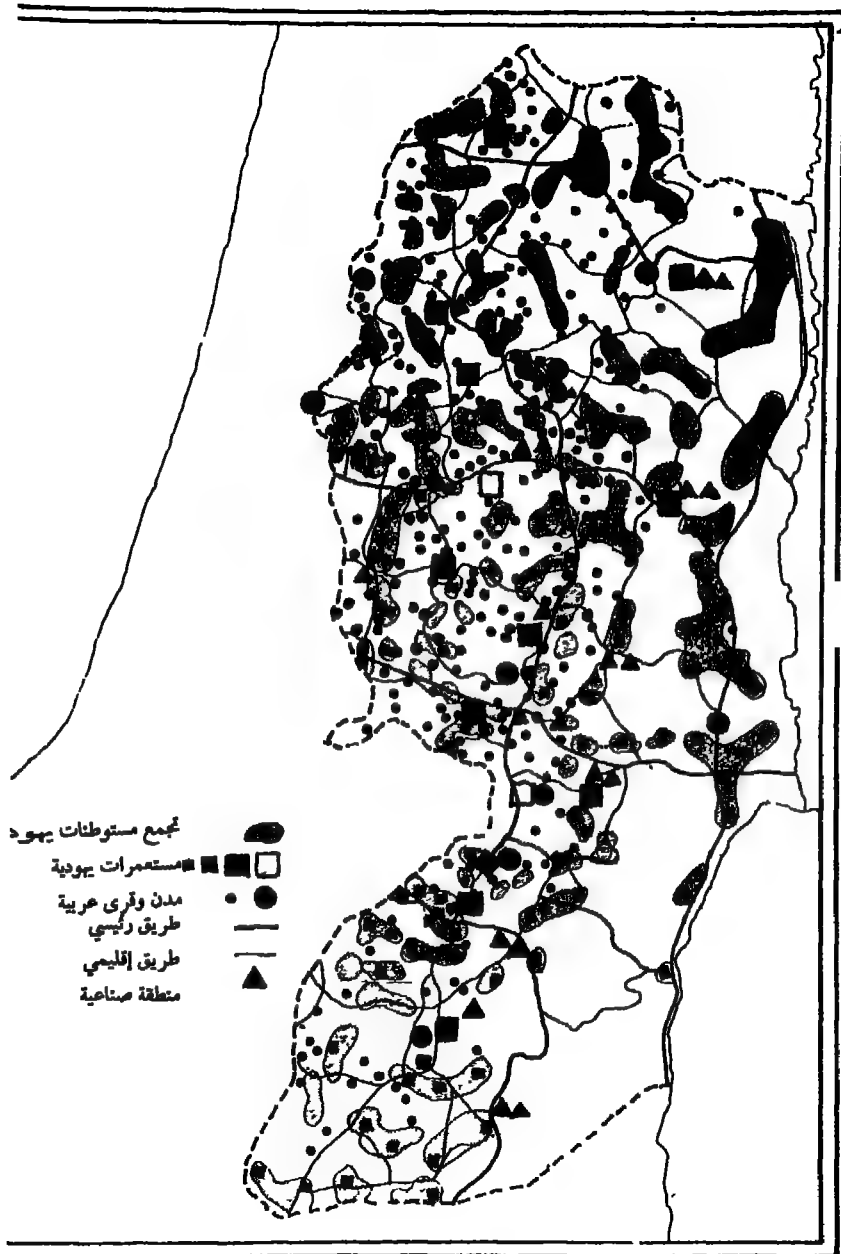 تجمع مستوطنات يهود
مستعمرات يهودية
مدن وقرى عربية
طريق رئيسي
طريق إقليمي
منطقة صناعية